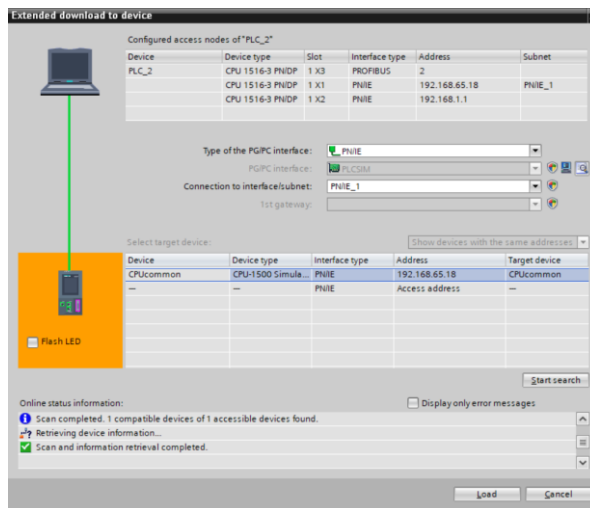 Extended download to device
Configured access nodes of "PLC_2"
Device Device type Slot Interface type Address Subnet
PLC_2 CPU 1516-3 PN/DP 1 X3 PROFIBUS 2
CPU 1516-3 PN/DP 1 X1 PN/IE 192.168.65.18 PN/IE_1
CPU 1516-3 PN/DP 1 X2 PN/IE 192.168.1.1
Type of the PG/PC interface: PN/IE
PG/PC interface: PLCSIM
Connection to interface/subnet: PN/IE_1
1st gateway:
Select target device: Show devices with the same addresses
Device Device type Interface type Address Target device
CPUcommon CPU-1500 Simula... PN/IE 192.168.65.18 CPUcommon
— — PN/IE Access address —
Flash LED
Start search
Online status information: Display only error messages
Scan completed. 1 compatible devices of 1 accessible devices found.
Retrieving device information...
Scan and information retrieval completed.
Load Cancel